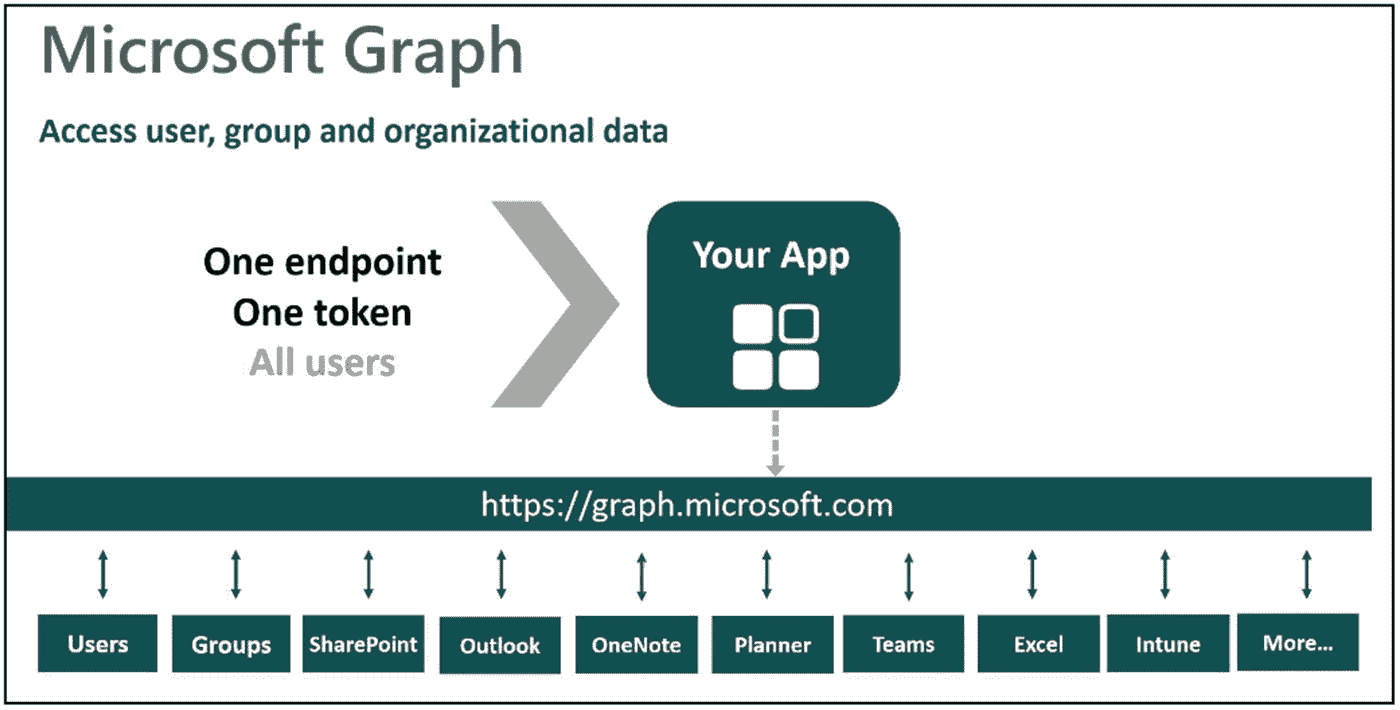 Microsoft Graph
Access user, group and organizational data
One endpoint
One token
All users
Your App
https://graph.microsoft.com
Users
Groups
SharePoint
Outlook
OneNote
Planner
Teams
Excel
Intune
More...